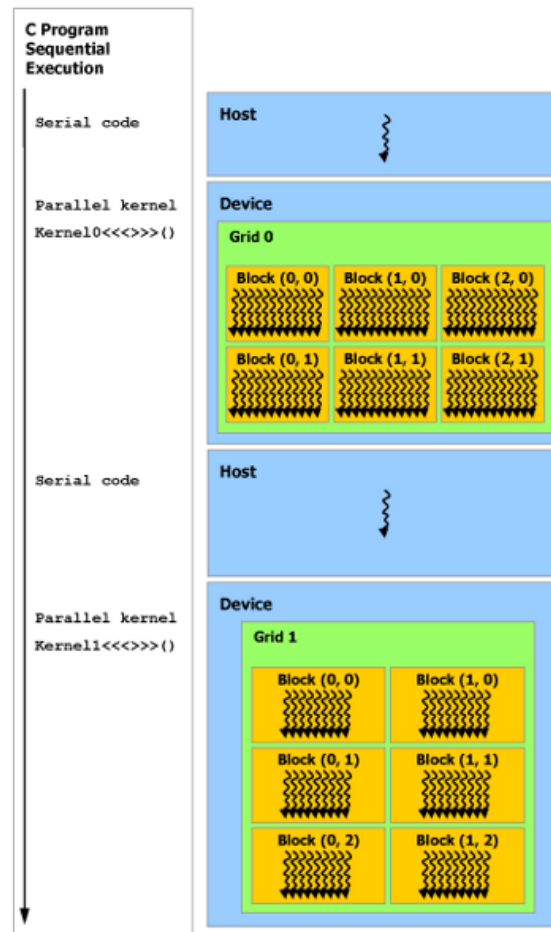 C Program
Sequential
Execution
Serial code
Host
Parallel kernel
Kernel0<<<>>>()
Device
Grid 0
Block (0, 0)
Block (1, 0)
Block (2, 0)
Block (0, 1)
Block (1, 1)
Block (2, 1)
Serial code
Host
Parallel kernel
Kernel1<<<>>>()
Device
Grid 1
Block (0, 0)
Block (1, 0)
Block (0, 1)
Block (1, 1)
Block (0, 2)
Block (1, 2)